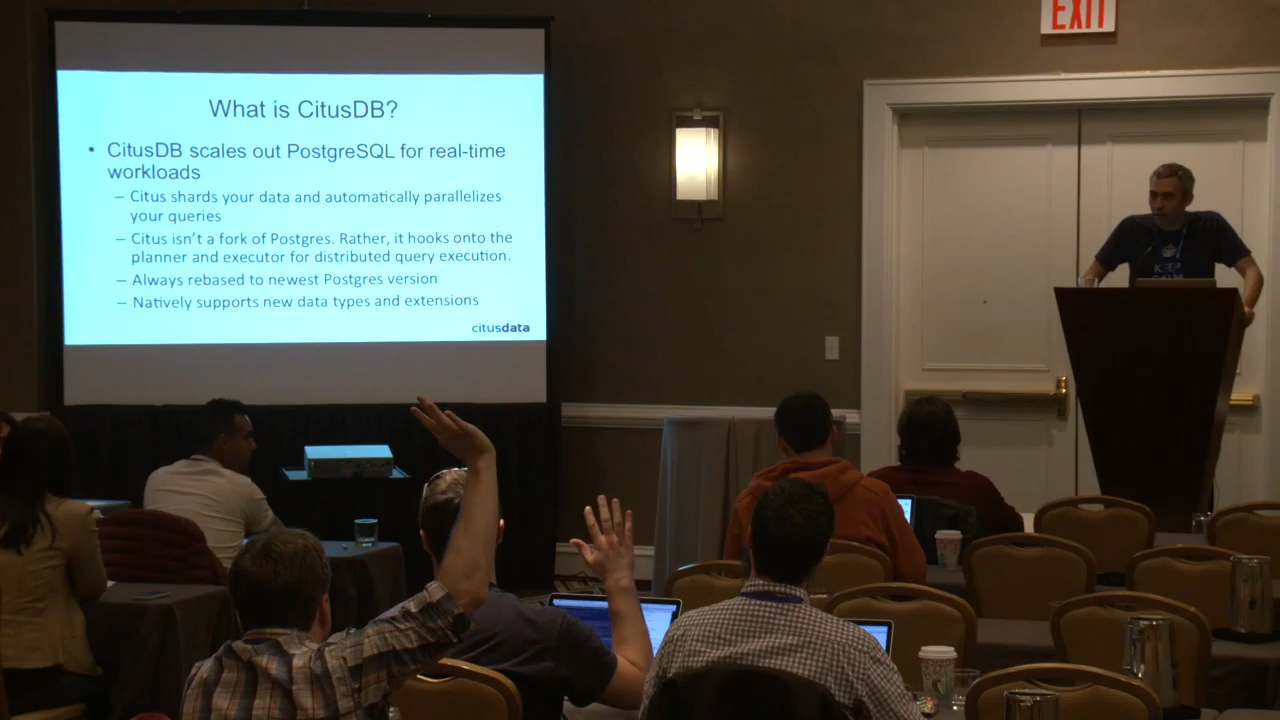 EXIT
What is CitusDB?
• CitusDB scales out PostgreSQL for real-time
workloads
– Citus shards your data and automatically parallelizes
your queries
– Citus isn't a fork of Postgres. Rather, it hooks onto the
planner and executor for distributed query execution.
– Always rebased to newest Postgres version
– Natively supports new data types and extensions
citusdata
KEEP